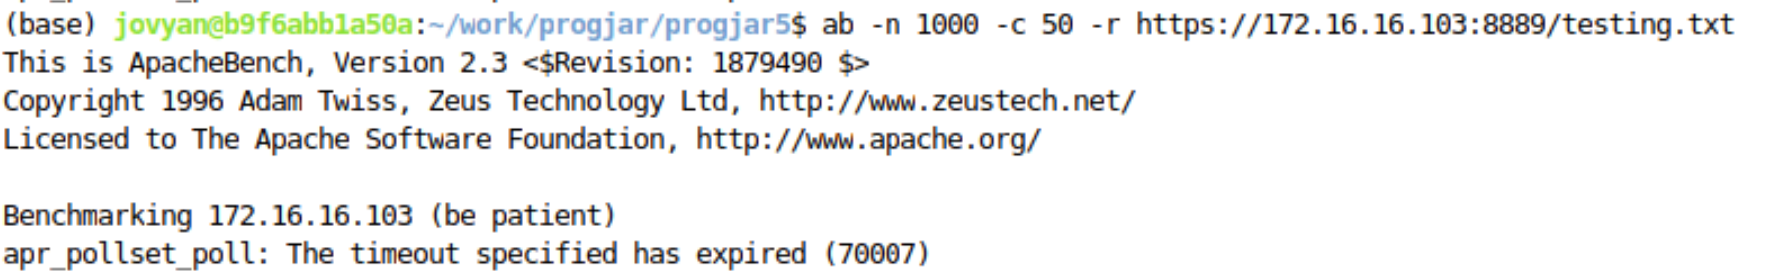 (base) jovyan@b9f6abb1a50a:~/work/progjar/progjar5$ ab -n 1000 -c 50 -r https://172.16.16.103:8889/testing.txt
This is ApacheBench, Version 2.3 <$Revision: 1879490 $>
Copyright 1996 Adam Twiss, Zeus Technology Ltd, http://www.zeustech.net/
Licensed to The Apache Software Foundation, http://www.apache.org/

Benchmarking 172.16.16.103 (be patient)
apr_pollset_poll: The timeout specified has expired (70007)